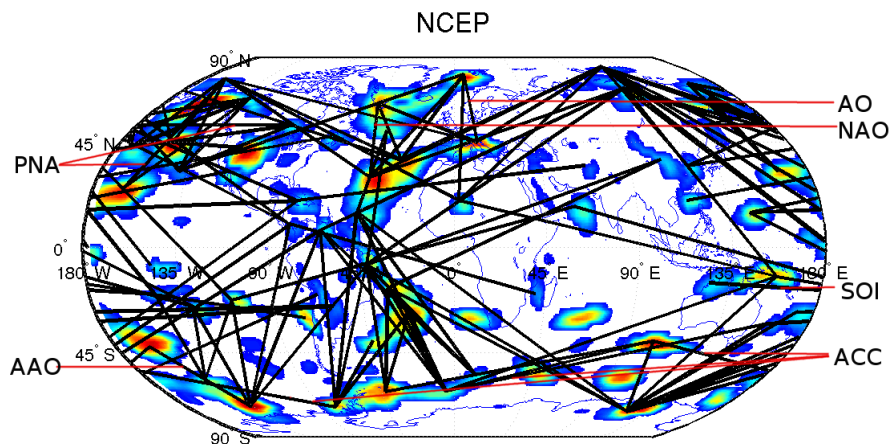 NCEP
90° N
AO
NAO
45° N
PNA
0°
180° W
135° W
90° W
45° W
0°
45° E
90° E
135° E
180° E
SOI
45° S
AAO
ACC
90° S